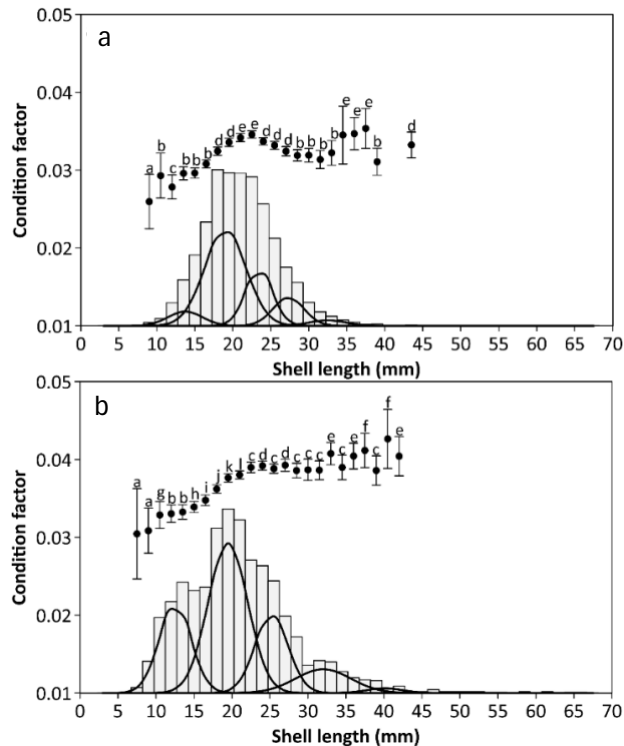 a
Condition factor
0.05
0.04
0.03
0.02
0.01
a b c b b b d d e e d d d b b b b e e e b d
0 5 10 15 20 25 30 35 40 45 50 55 60 65 70
Shell length (mm)
b
Condition factor
0.05
0.04
0.03
0.02
0.01
a a g b b h i j k l c d c d c c c e c e f c f e
0 5 10 15 20 25 30 35 40 45 50 55 60 65 70
Shell length (mm)